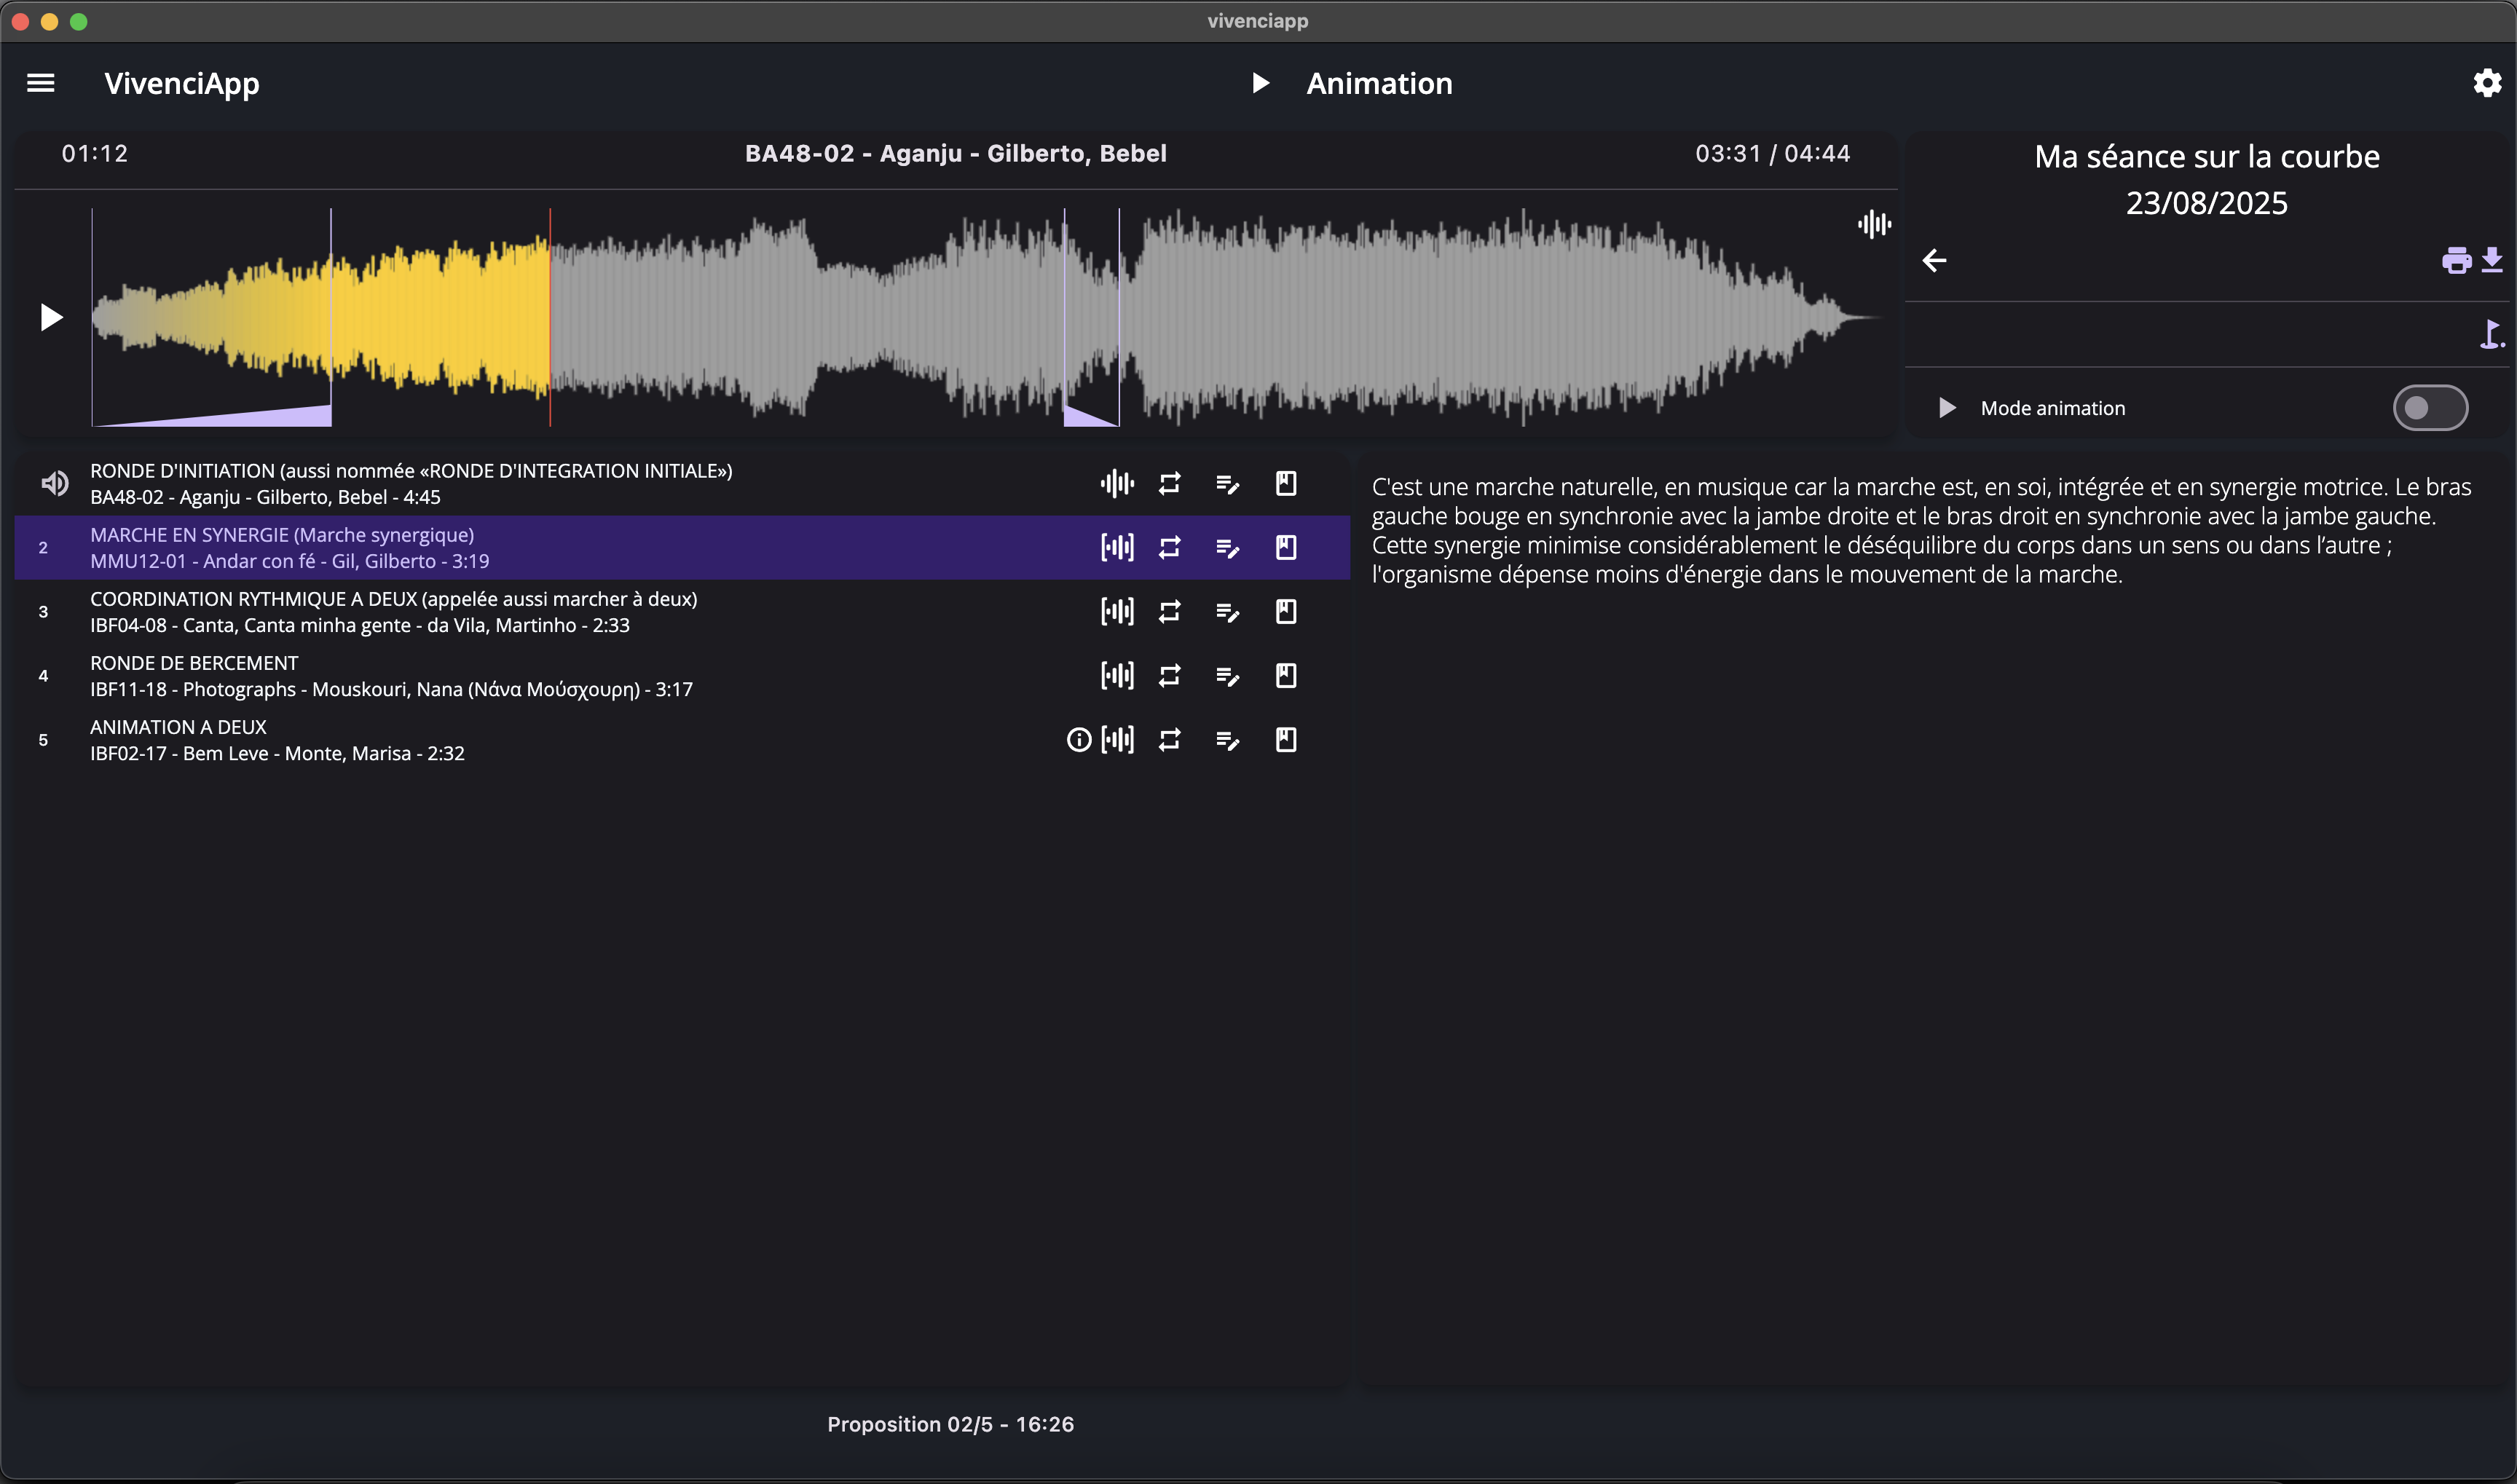 vivenciapp
VivenciApp
Animation
01:12
BA48-02 - Aganju - Gilberto, Bebel
03:31 / 04:44
Ma séance sur la courbe
23/08/2025
Mode animation
RONDE D'INITIATION (aussi nommée «RONDE D'INTEGRATION INITIALE»)
BA48-02 - Aganju - Gilberto, Bebel - 4:45
2
MARCHE EN SYNERGIE (Marche synergique)
MMU12-01 - Andar con fé - Gil, Gilberto - 3:19
3
COORDINATION RYTHMIQUE A DEUX (appelée aussi marcher à deux)
IBF04-08 - Canta, Canta minha gente - da Vila, Martinho - 2:33
4
RONDE DE BERCEMENT
IBF11-18 - Photographs - Mouskouri, Nana (Νάνα Μούσχουρη) - 3:17
5
ANIMATION A DEUX
IBF02-17 - Bem Leve - Monte, Marisa - 2:32
C'est une marche naturelle, en musique car la marche est, en soi, intégrée et en synergie motrice. Le bras
gauche bouge en synchronie avec la jambe droite et le bras droit en synchronie avec la jambe gauche.
Cette synergie minimise considérablement le déséquilibre du corps dans un sens ou dans l’autre ;
l'organisme dépense moins d'énergie dans le mouvement de la marche.
Proposition 02/5 - 16:26